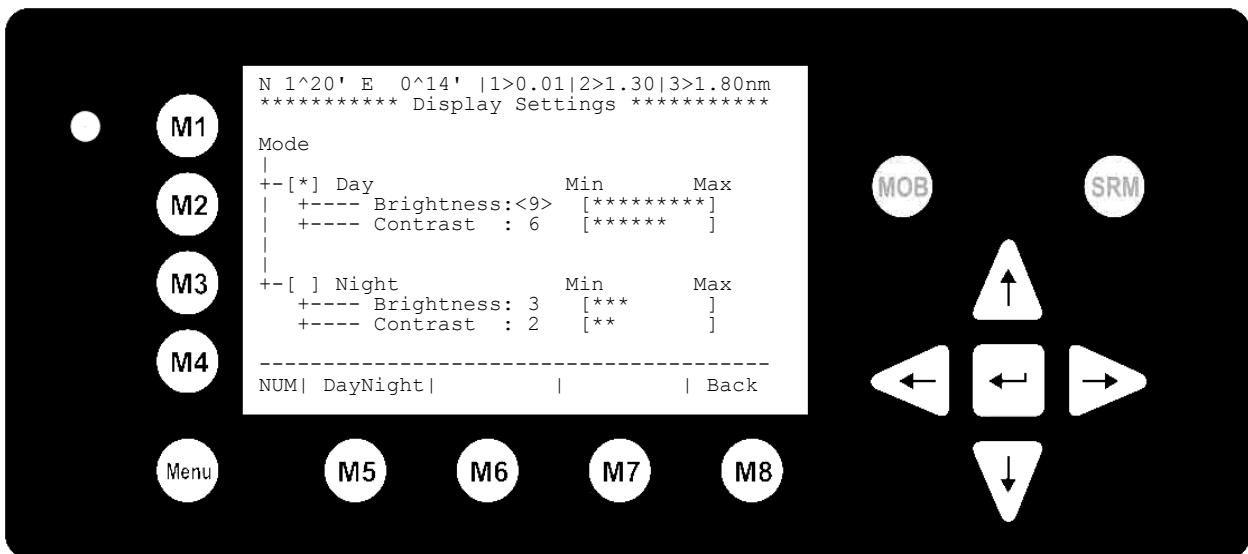 N 1^20' E  0^14' |1>0.01|2>1.30|3>1.80nm
*********** Display Settings ***********
Mode
|
+-[*] Day               Min       Max
|  +---- Brightness:<9>  [*********]
|  +---- Contrast  : 6   [******   ]
|
|
+-[ ] Night             Min       Max
   +---- Brightness: 3   [***      ]
   +---- Contrast  : 2   [**       ]
----------------------------------------
NUM| DayNight|         |         | Back
M1
M2
M3
M4
Menu
M5 M6 M7 M8
MOB SRM
↑
← ↵ →
↓